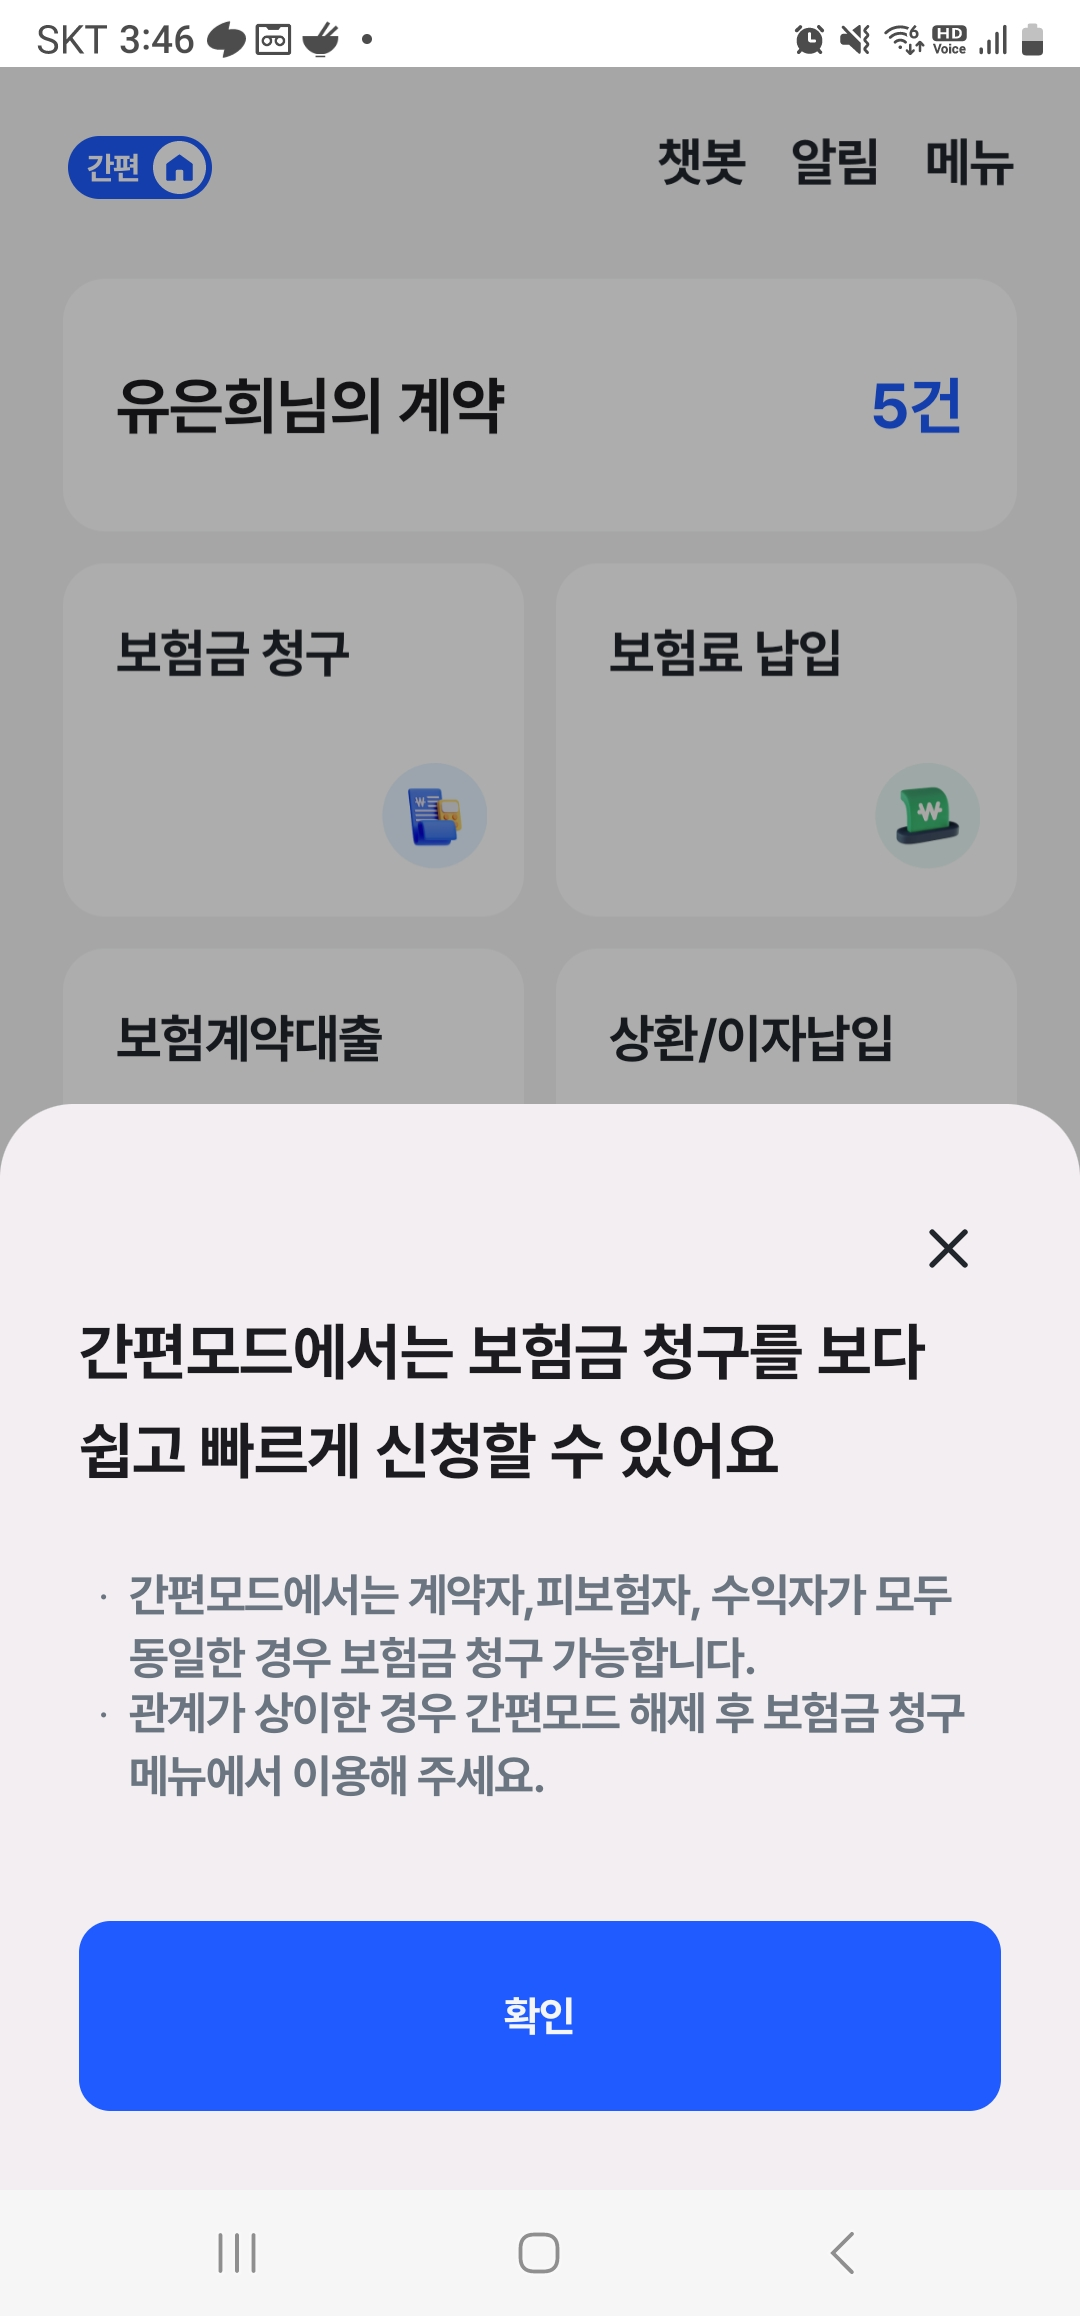 SKT 3:46
HD
Voice
6
간편
챗봇 알림 메뉴
유은희님의 계약 5건
보험금 청구 보험료 납입
보험계약대출 상환/이자납입
간편모드에서는 보험금 청구를 보다
쉽고 빠르게 신청할 수 있어요
· 간편모드에서는 계약자,피보험자, 수익자가 모두
동일한 경우 보험금 청구 가능합니다.
· 관계가 상이한 경우 간편모드 해제 후 보험금 청구
메뉴에서 이용해 주세요.
확인